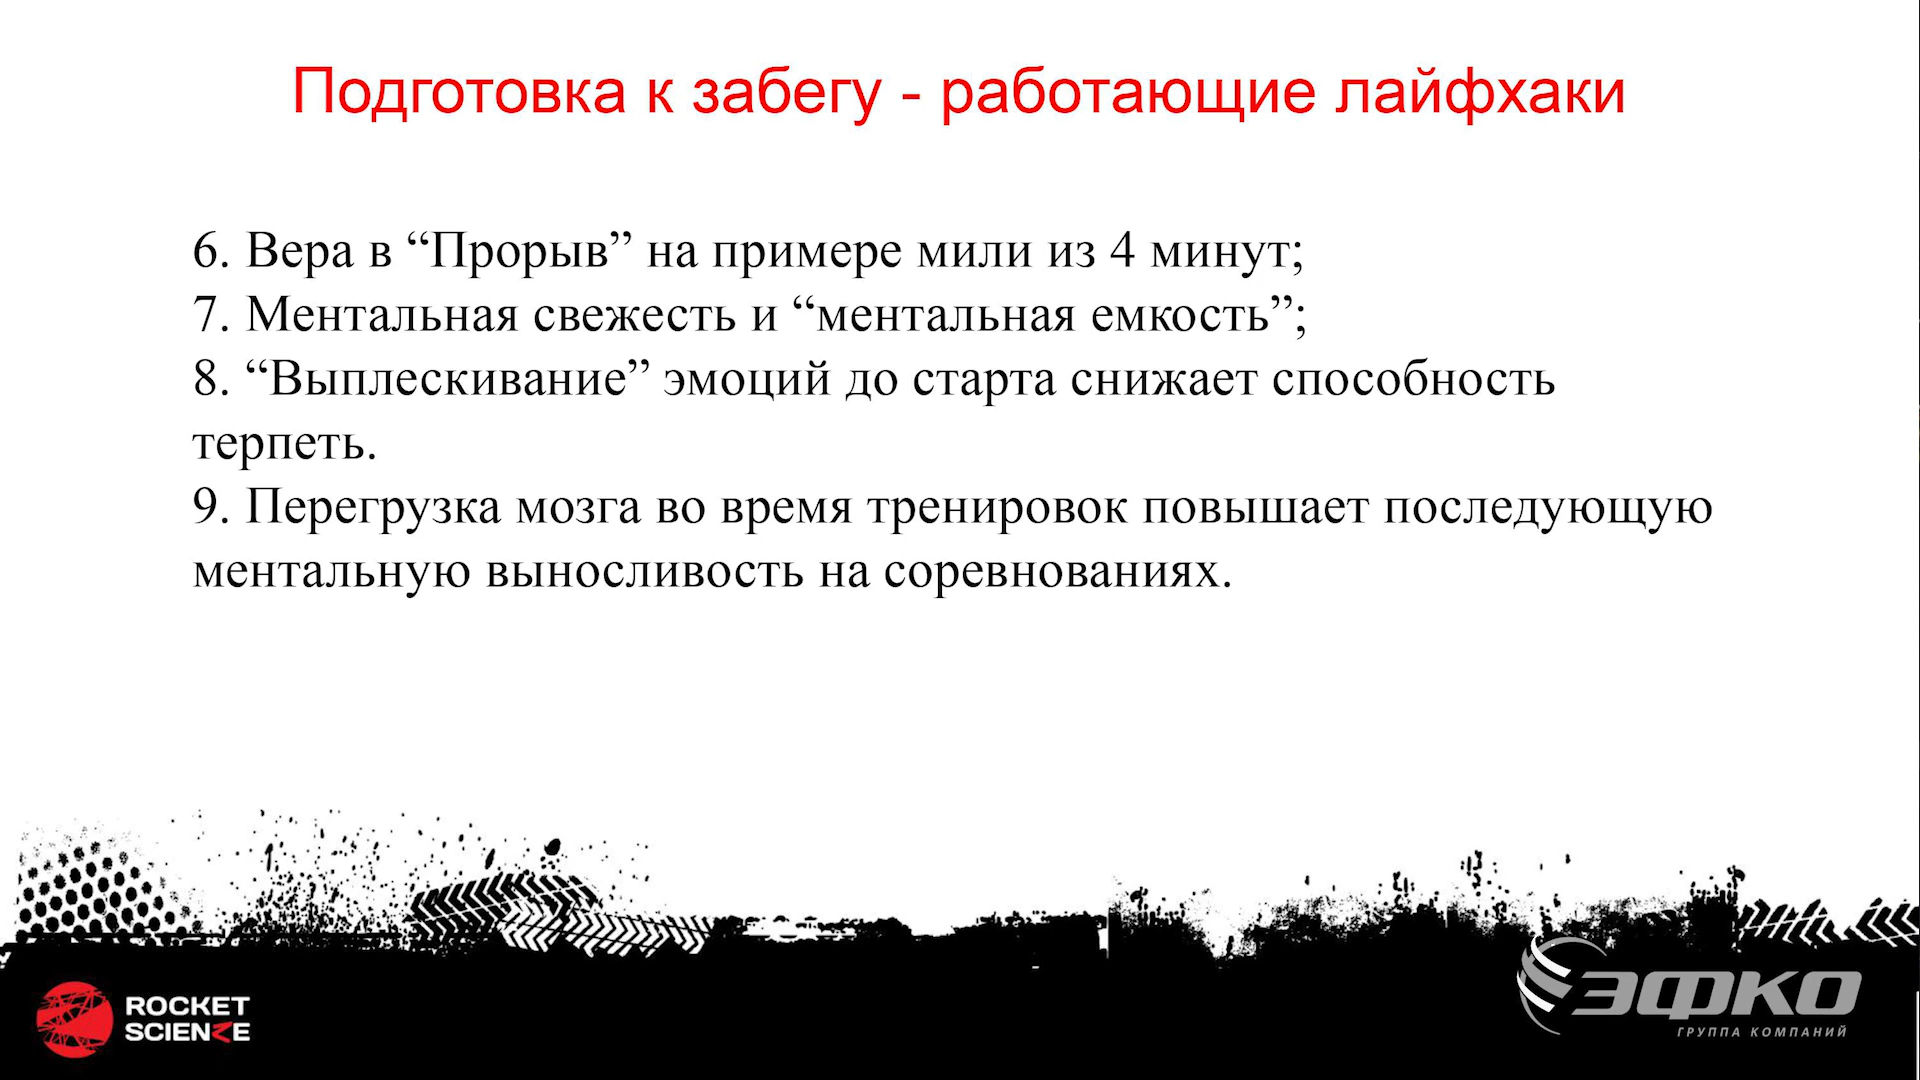 Подготовка к забегу - работающие лайфхаки
6. Вера в “Прорыв” на примере мили из 4 минут;
7. Ментальная свежесть и “ментальная емкость”;
8. “Выплескивание” эмоций до старта снижает способность
терпеть.
9. Перегрузка мозга во время тренировок повышает последующую
ментальную выносливость на соревнованиях.
ROCKET
SCIENZE
ЭФКО
ГРУППА КОМПАНИЙ